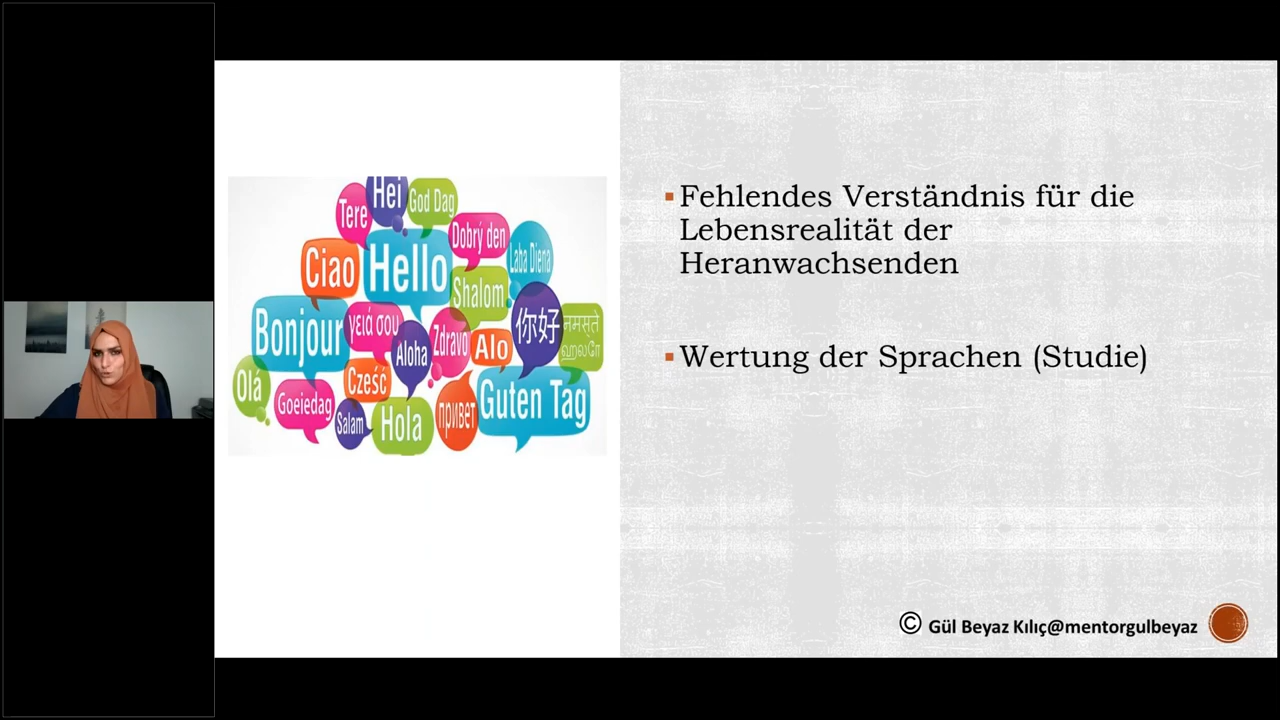 Hei
God Dag
Tere
Dobrý den
Laba Diena
Ciao
Hello
Shalom
你好
नमस्ते
Bonjour
γειά σου
Aloha
Zdravo
Alo
Olá
Cześć
Goeiedag
Salam
Hola
привет
Guten Tag
Fehlendes Verständnis für die
Lebensrealität der
Heranwachsenden
Wertung der Sprachen (Studie)
© Gül Beyaz Kılıç@mentorgulbeyaz